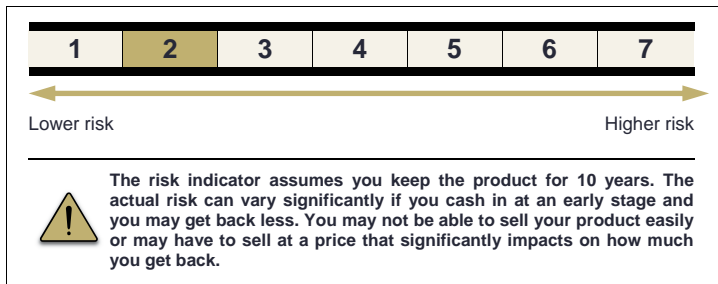 1 2 3 4 5 6 7
Lower risk Higher risk
The risk indicator assumes you keep the product for 10 years. The
actual risk can vary significantly if you cash in at an early stage and
you may get back less. You may not be able to sell your product easily
or may have to sell at a price that significantly impacts on how much
you get back.